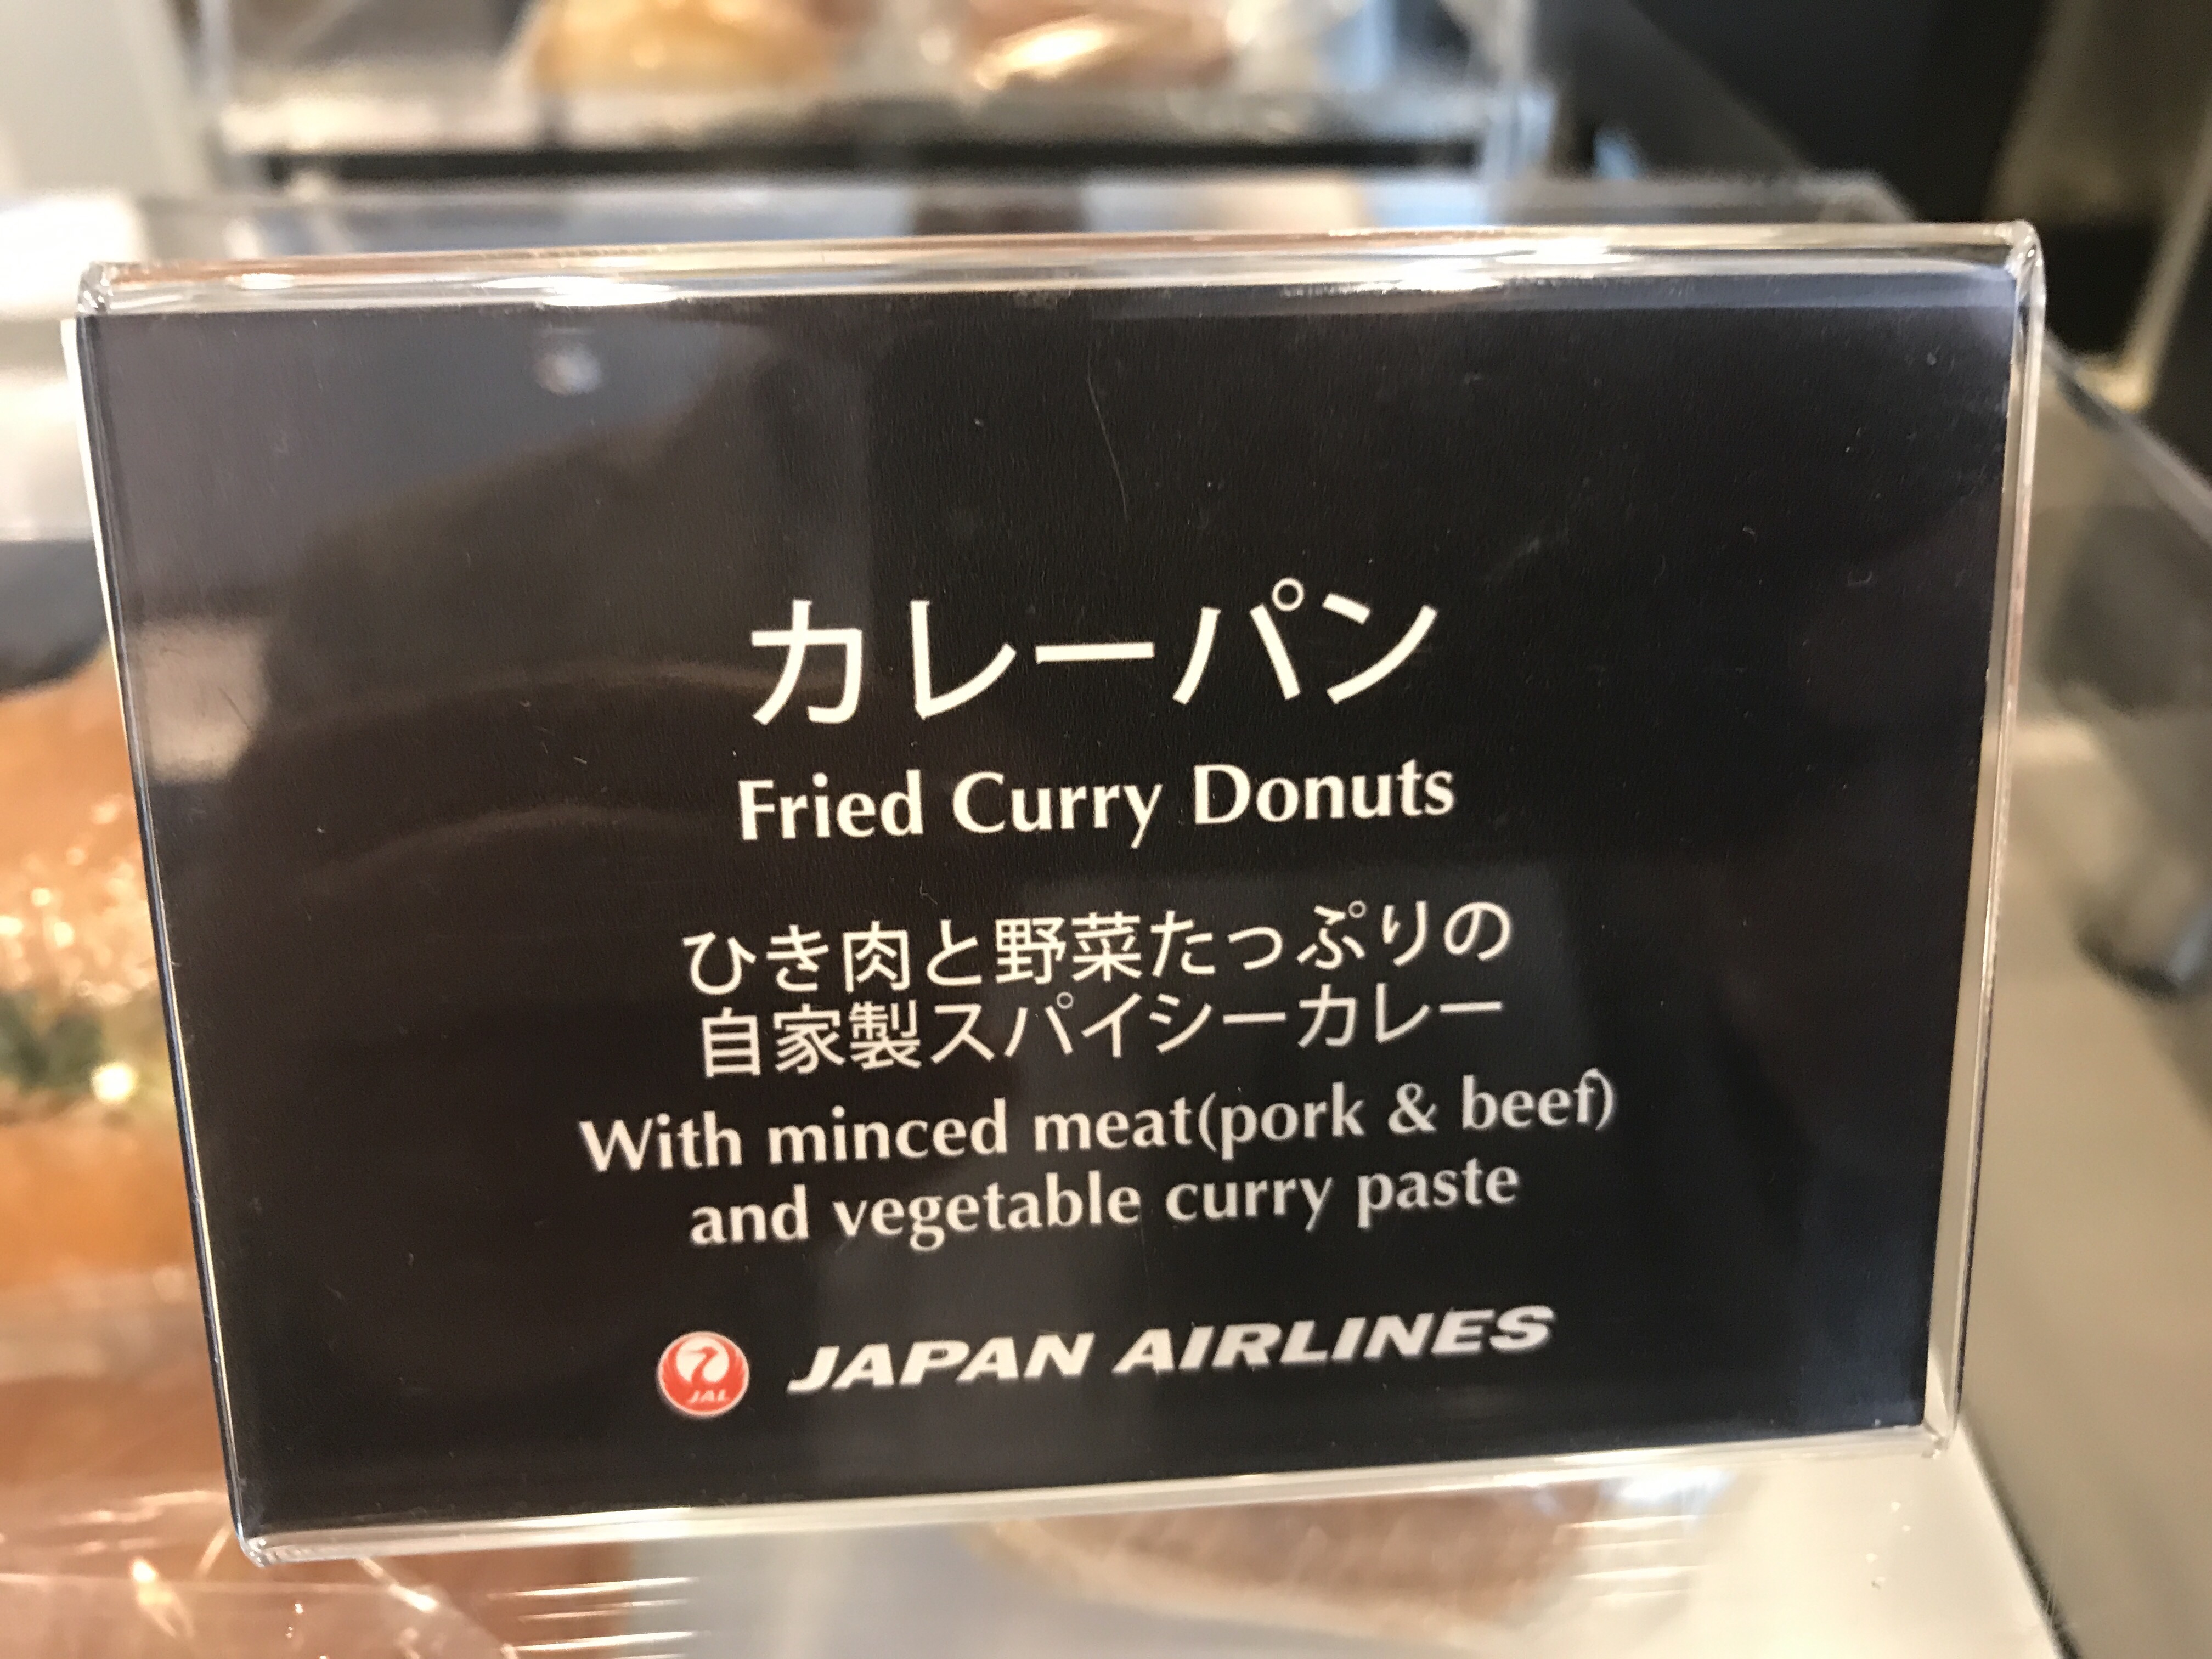 カレーパン
Fried Curry Donuts
ひき肉と野菜たっぷりの
自家製スパイシーカレー
With minced meat(pork & beef)
and vegetable curry paste
JAL JAPAN AIRLINES